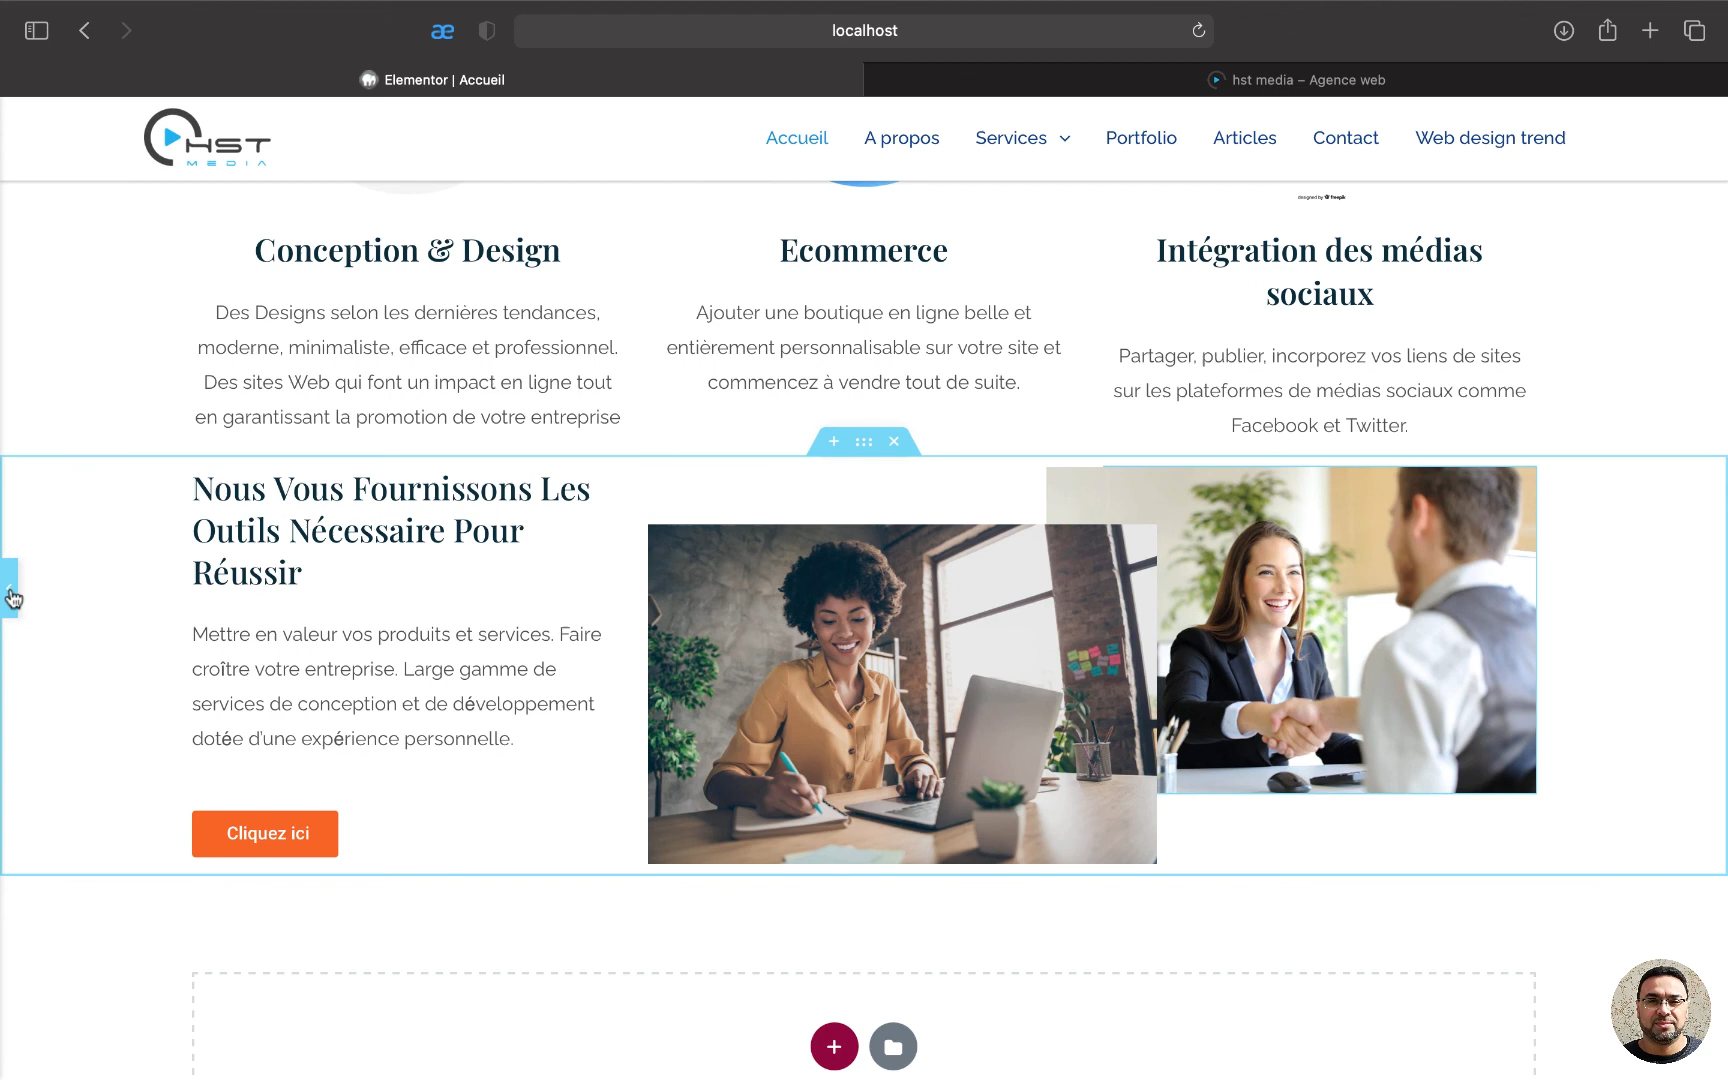 localhost
Elementor | Accueil
hst media – Agence web
HST
MEDIA
Accueil
A propos
Services
Portfolio
Articles
Contact
Web design trend
designed by freepik
Conception & Design
Des Designs selon les dernières tendances,
moderne, minimaliste, efficace et professionnel.
Des sites Web qui font un impact en ligne tout
en garantissant la promotion de votre entreprise
Ecommerce
Ajouter une boutique en ligne belle et
entièrement personnalisable sur votre site et
commencez à vendre tout de suite.
Intégration des médias
sociaux
Partager, publier, incorporez vos liens de sites
sur les plateformes de médias sociaux comme
Facebook et Twitter.
Nous Vous Fournissons Les
Outils Nécessaire Pour
Réussir
Mettre en valeur vos produits et services. Faire
croître votre entreprise. Large gamme de
services de conception et de développement
dotée d'une expérience personnelle.
Cliquez ici